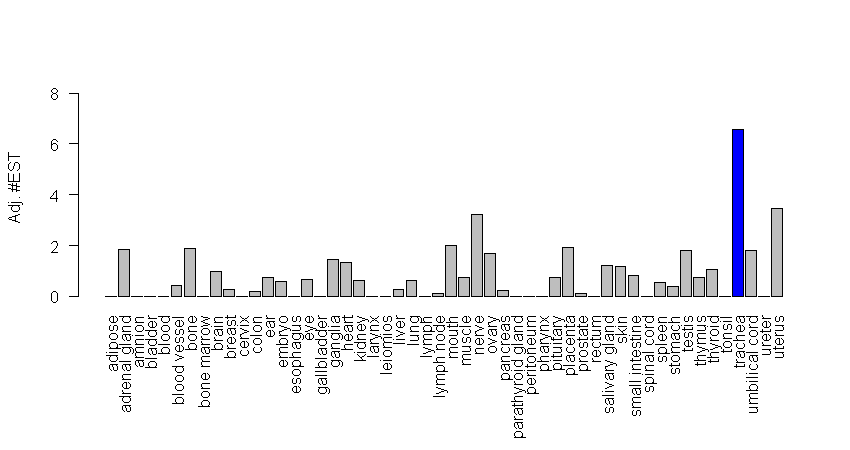 Adj. #EST
8
6
4
2
0
adipose
adrenal gland
amnion
bladder
blood
blood vessel
bone
bone marrow
brain
breast
cervix
colon
ear
embryo
esophagus
eye
gallbladder
ganglia
heart
kidney
larynx
leiomios
liver
lung
lymph
lymph node
mouth
muscle
nerve
ovary
pancreas
parathyroid gland
peritoneum
pharynx
pituitary
placenta
prostate
rectum
salivary gland
skin
small intestine
spinal cord
spleen
stomach
testis
thymus
thyroid
tonsil
trachea
umbilical cord
ureter
uterus